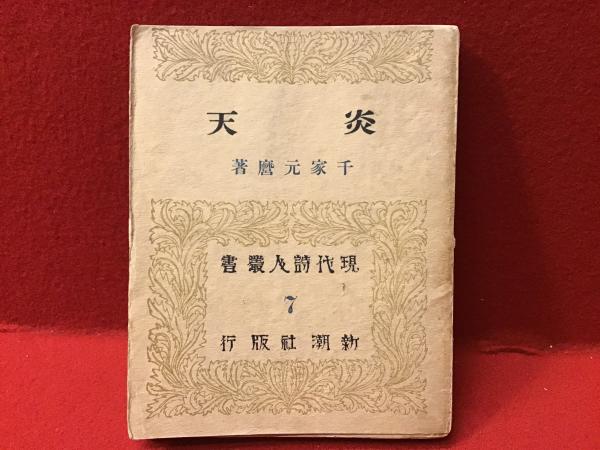 炎天
千家元麿著
現代詩人叢書
7
新潮社版行